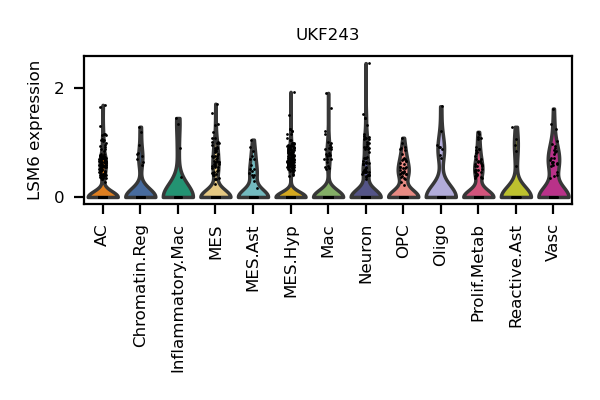 UKF243
LSM6 expression
2
0
AC
Chromatin.Reg
Inflammatory.Mac
MES
MES.Ast
MES.Hyp
Mac
Neuron
OPC
Oligo
Prolif.Metab
Reactive.Ast
Vasc